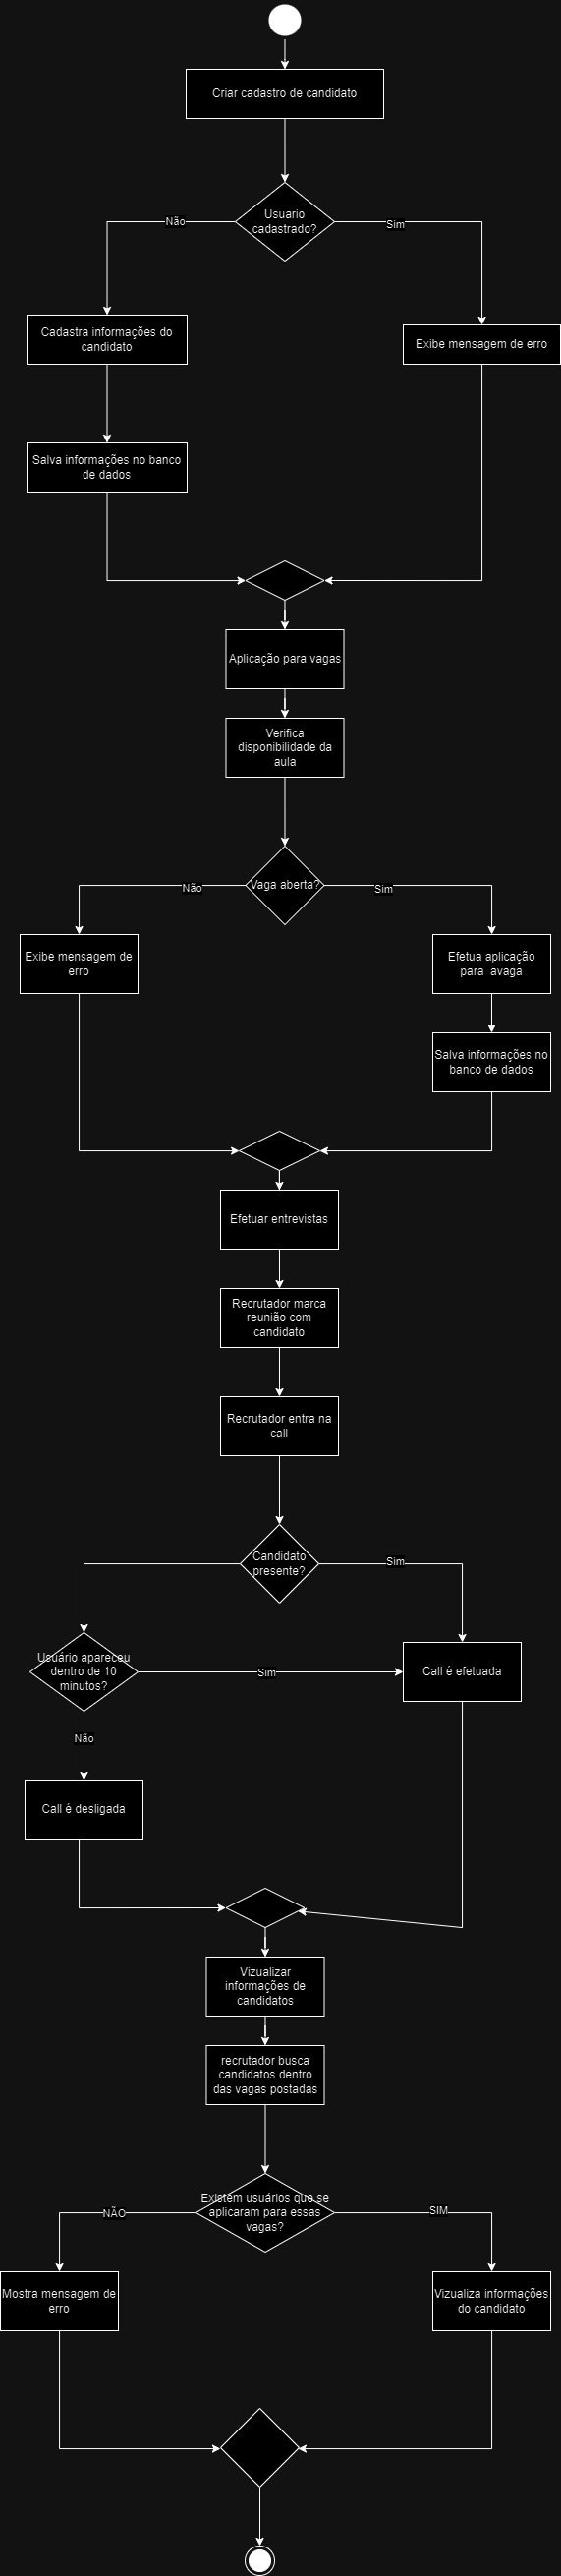 Criar cadastro de candidato
Usuario
cadastrado?
Não
Sim
Cadastra informações do
candidato
Exibe mensagem de erro
Salva informações no banco
de dados
Aplicação para vagas
Verifica
disponibilidade da
aula
Vaga aberta?
Não
Sim
Exibe mensagem de
erro
Efetua aplicação
para avaga
Salva informações no
banco de dados
Efetuar entrevistas
Recrutador marca
reunião com
candidato
Recrutador entra na
call
Candidato
presente?
Sim
Usuário apareceu
dentro de 10
minutos?
Sim
Call é efetuada
Não
Call é desligada
Vizualizar
informações de
candidatos
recrutador busca
candidatos dentro
das vagas postadas
Existem usuários que se
aplicaram para essas
vagas?
NÃO
SIM
Mostra mensagem de
erro
Vizualiza informações
do candidato